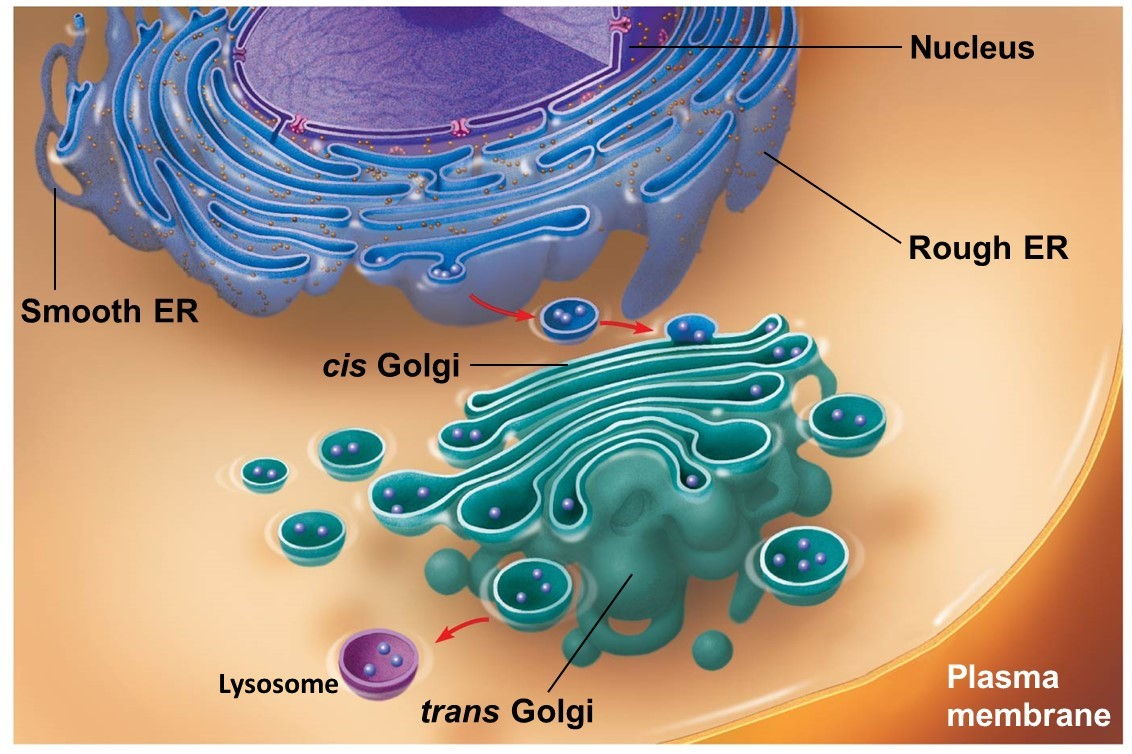 Nucleus
Rough ER
Smooth ER
cis Golgi
Lysosome
trans Golgi
Plasma
membrane